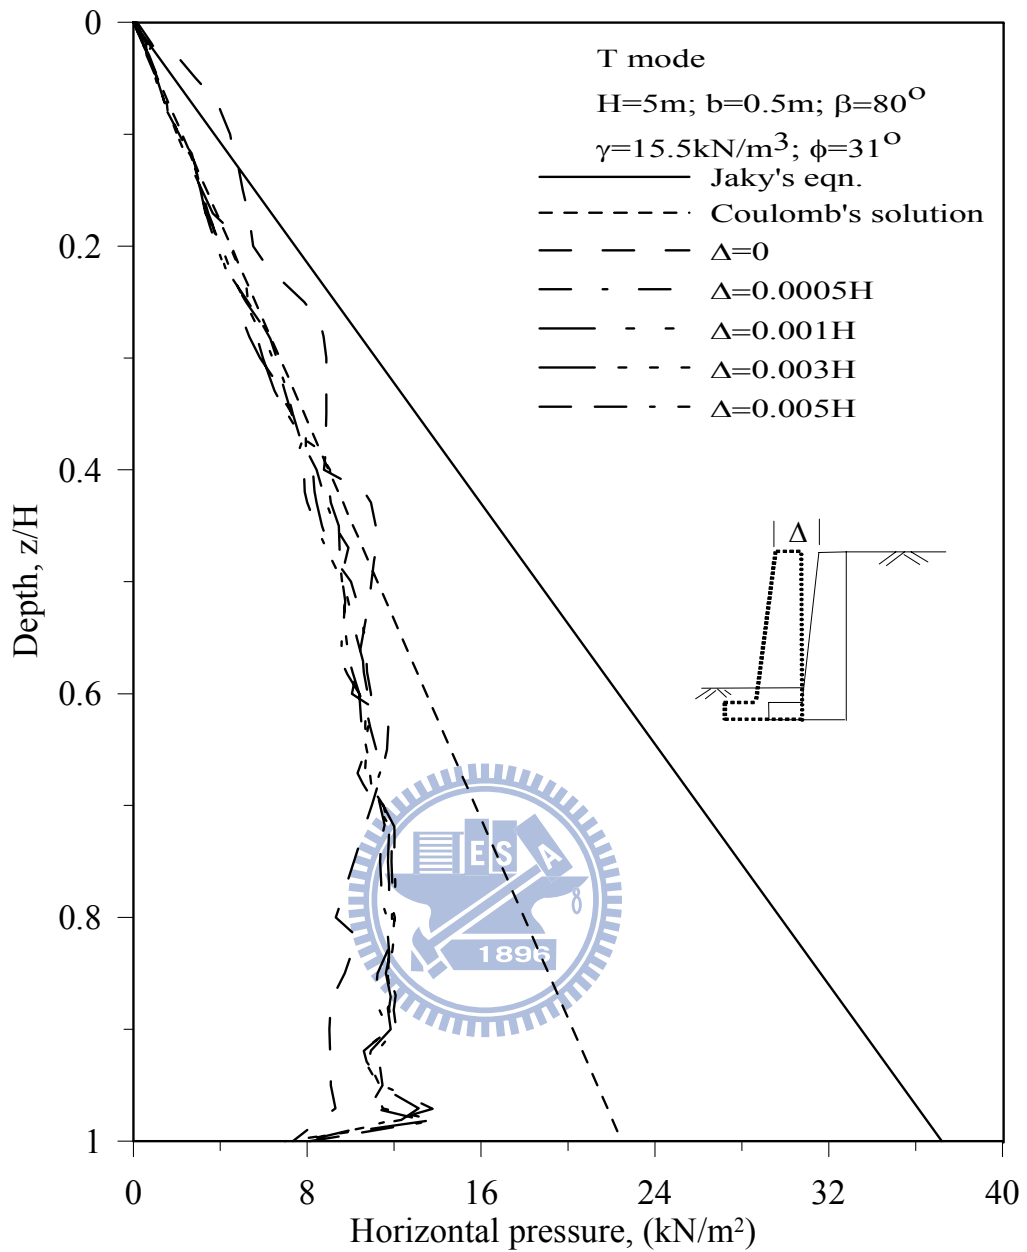 T mode
H=5m; b=0.5m; β=80°
γ=15.5kN/m³; ϕ=31°
Jaky's eqn.
Coulomb's solution
Δ=0
Δ=0.0005H
Δ=0.001H
Δ=0.003H
Δ=0.005H
Δ
Depth, z/H
0
0.2
0.4
0.6
0.8
1
E S A
1896
0 8 16 24 32 40
Horizontal pressure, (kN/m²)